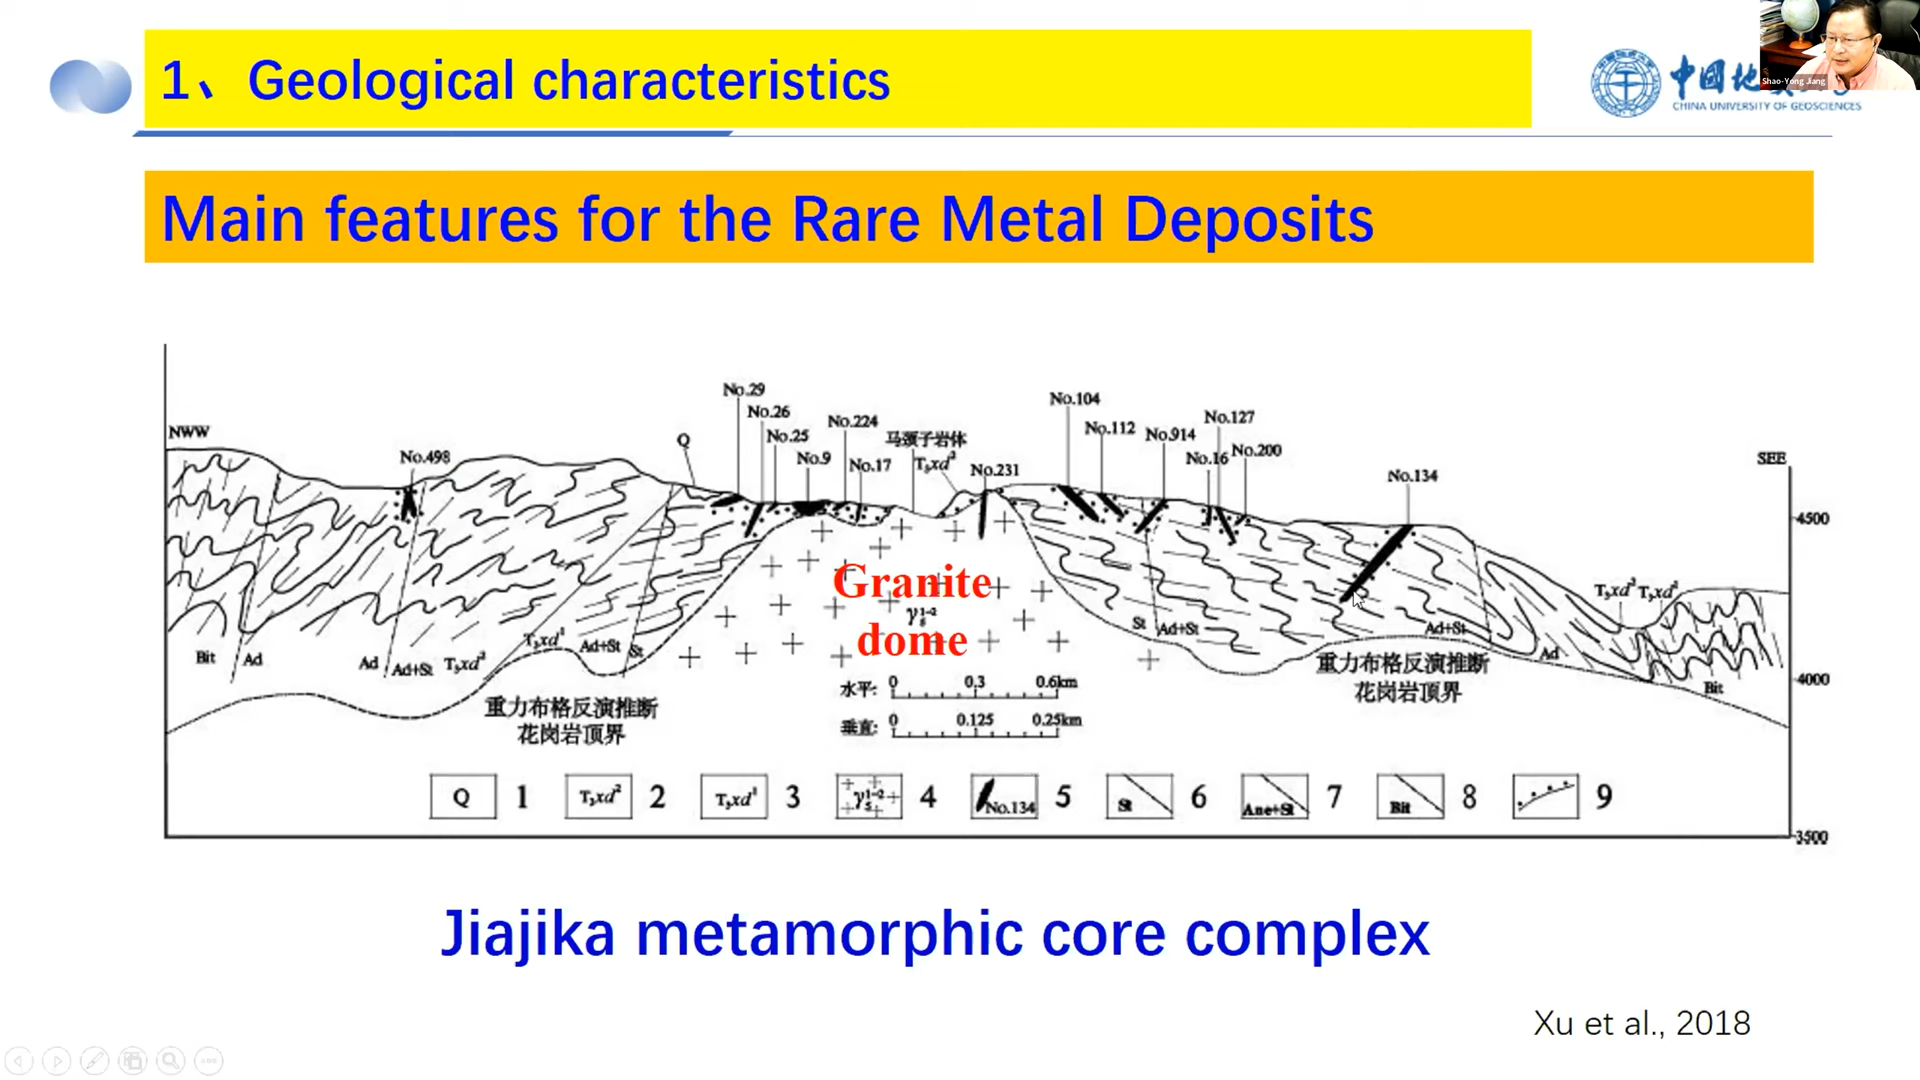 1、Geological characteristics
CHINA UNIVERSITY OF GEOSCIENCES
Shao-Yong Jiang
Main features for the Rare Metal Deposits
NWW
No.498
Q
No.29
No.26
No.25
No.9
No.224
No.17
马颈子岩体
T₃xd²
No.231
No.104
No.112
No.914
No.127
No.16
No.200
No.134
SEE
4500
4000
3500
Granite
dome
γ₅¹⁻²
Bit
Ad
Ad
Ad+St
T₃xd²
T₃xd¹
Ad+St
St
St
Ad+St
Ad+St
Ad
T₃xd² T₃xd²
Bit
重力布格反演推断
花岗岩顶界
重力布格反演推断
花岗岩顶界
水平: 0 0.3 0.6km
垂直: 0 0.125 0.25km
Q 1 T₃xd² 2 T₃xd¹ 3 γ₅¹⁻² 4 No.134 5 St 6 Ane+St 7 Bit 8 9
Jiajika metamorphic core complex
Xu et al., 2018